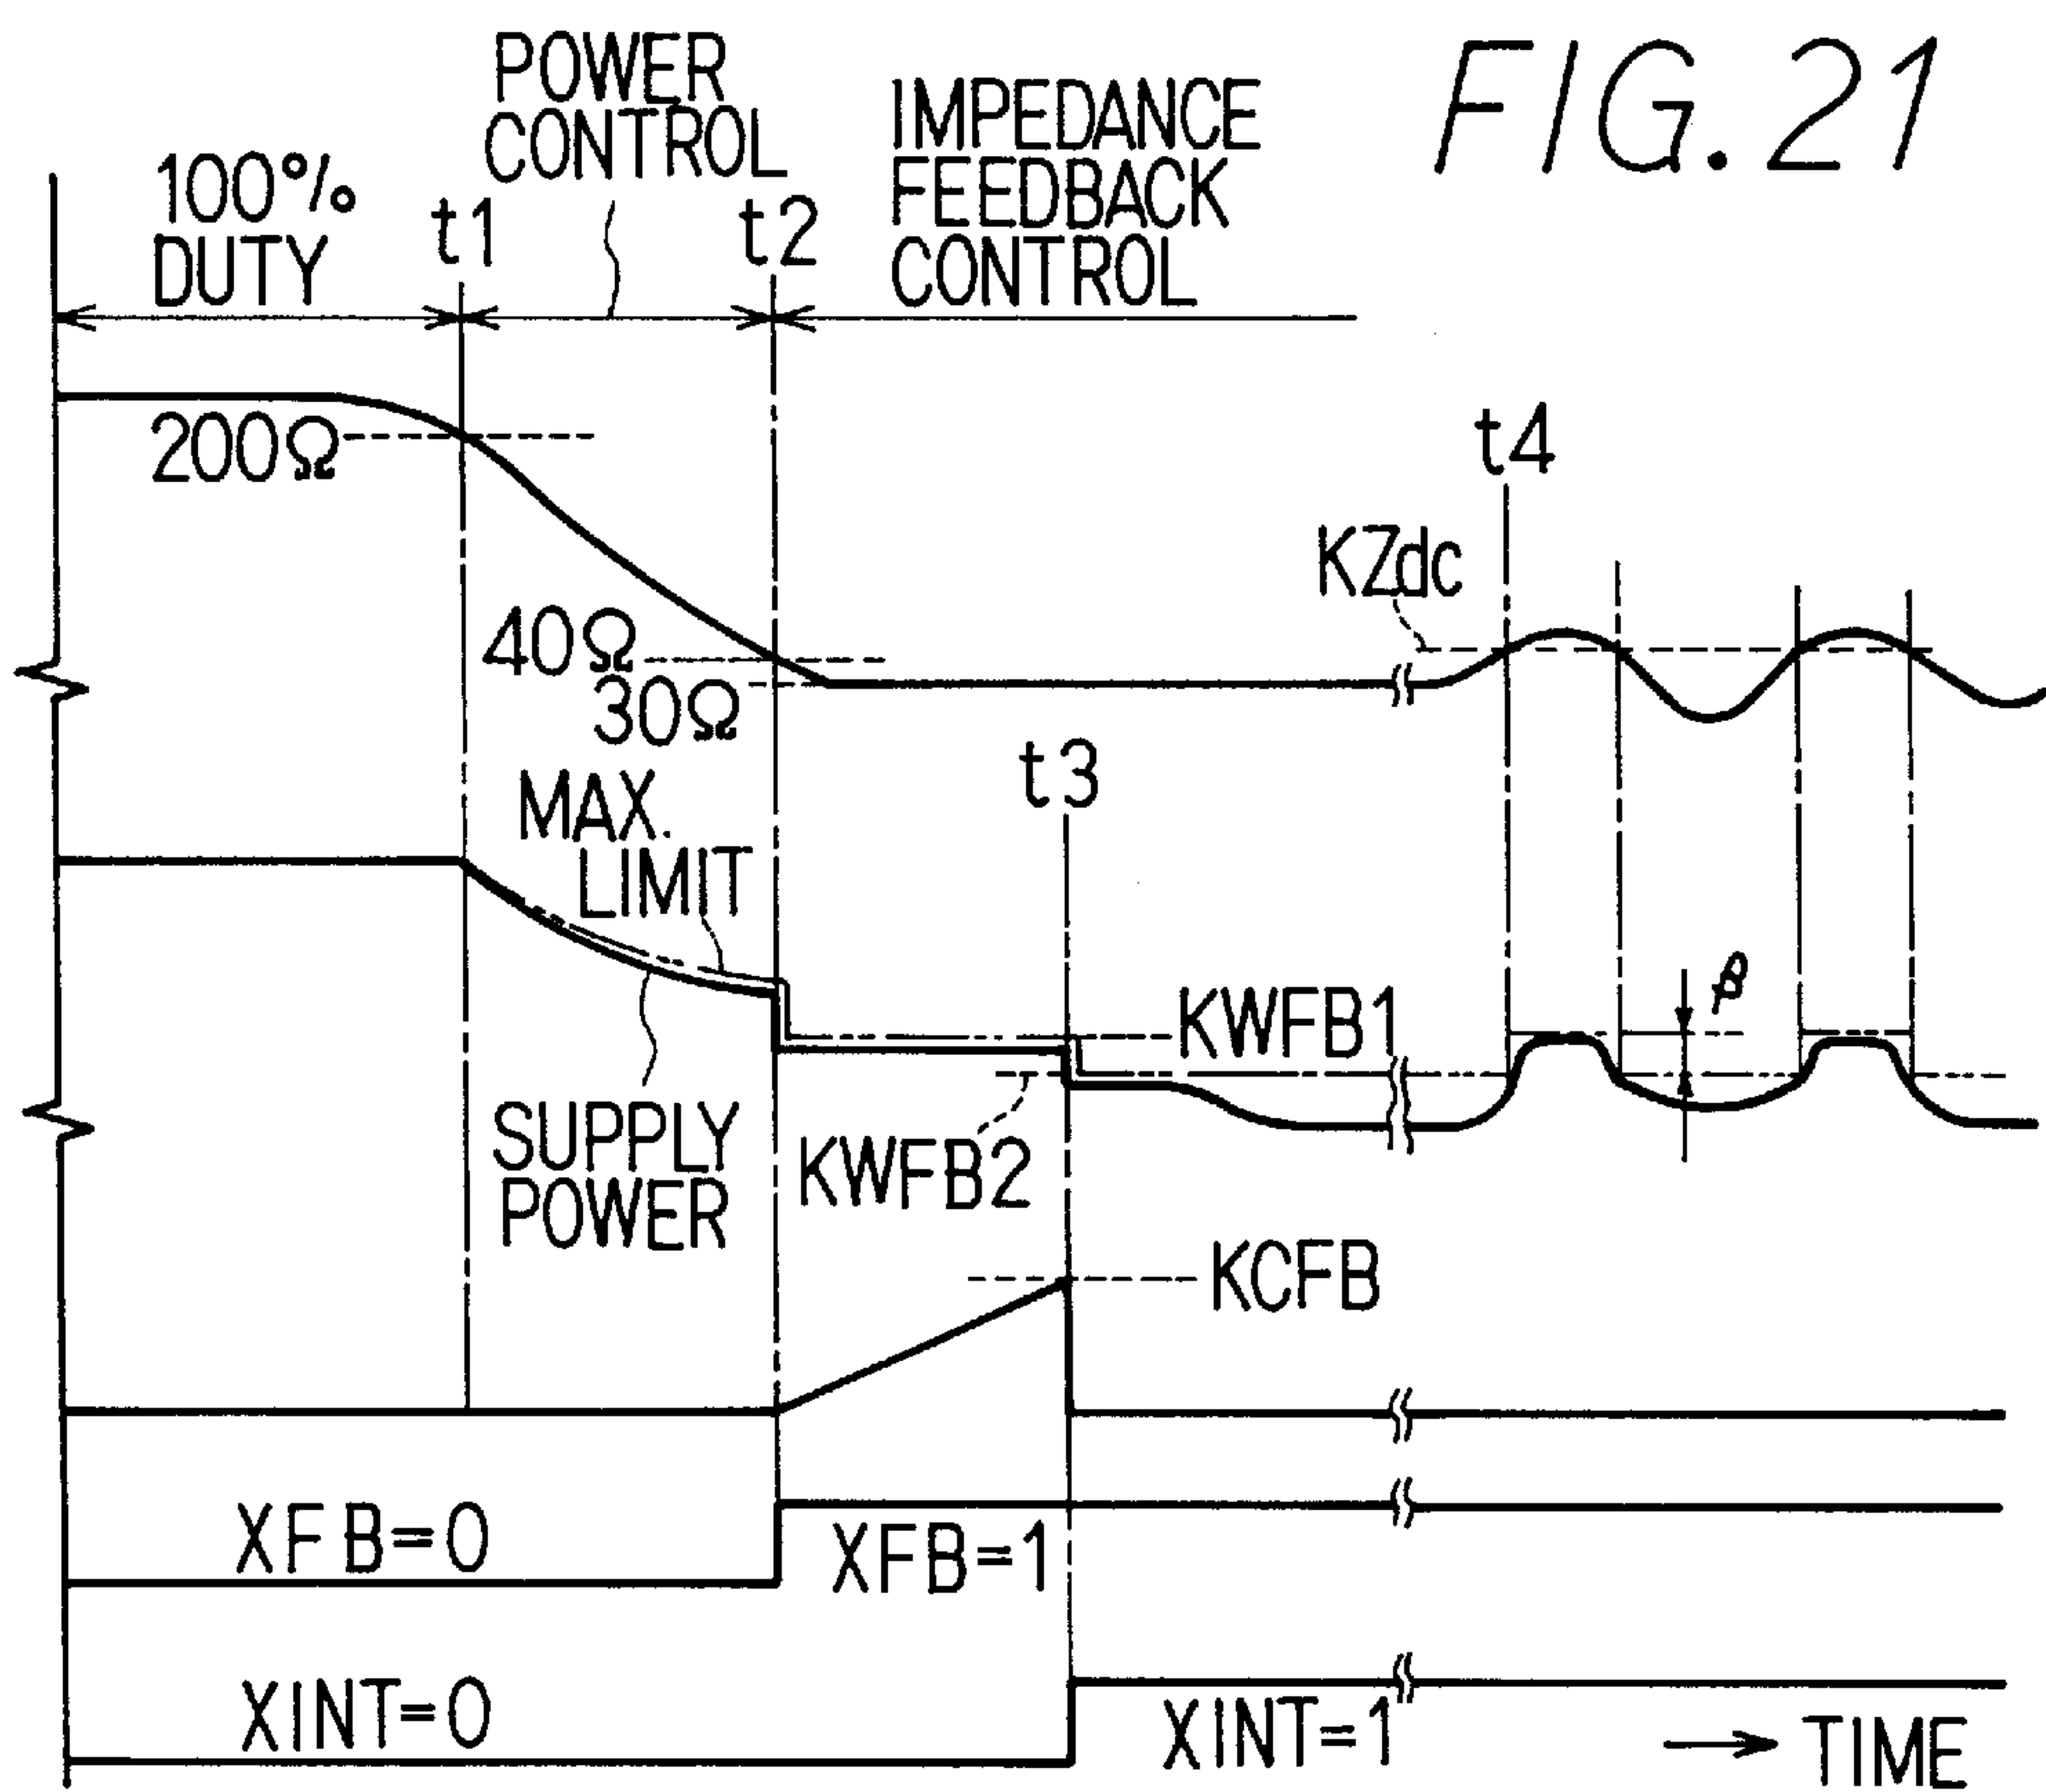 FIG. 21
POWER
CONTROL
IMPEDANCE
FEEDBACK
CONTROL
100%
DUTY
t1
t2
200Ω
t4
KZdc
40Ω
30Ω
t3
MAX.
LIMIT
β
KWFB1
SUPPLY
POWER
KWFB2
KCFB
XFB=0
XFB=1
XINT=0
XINT=1
TIME